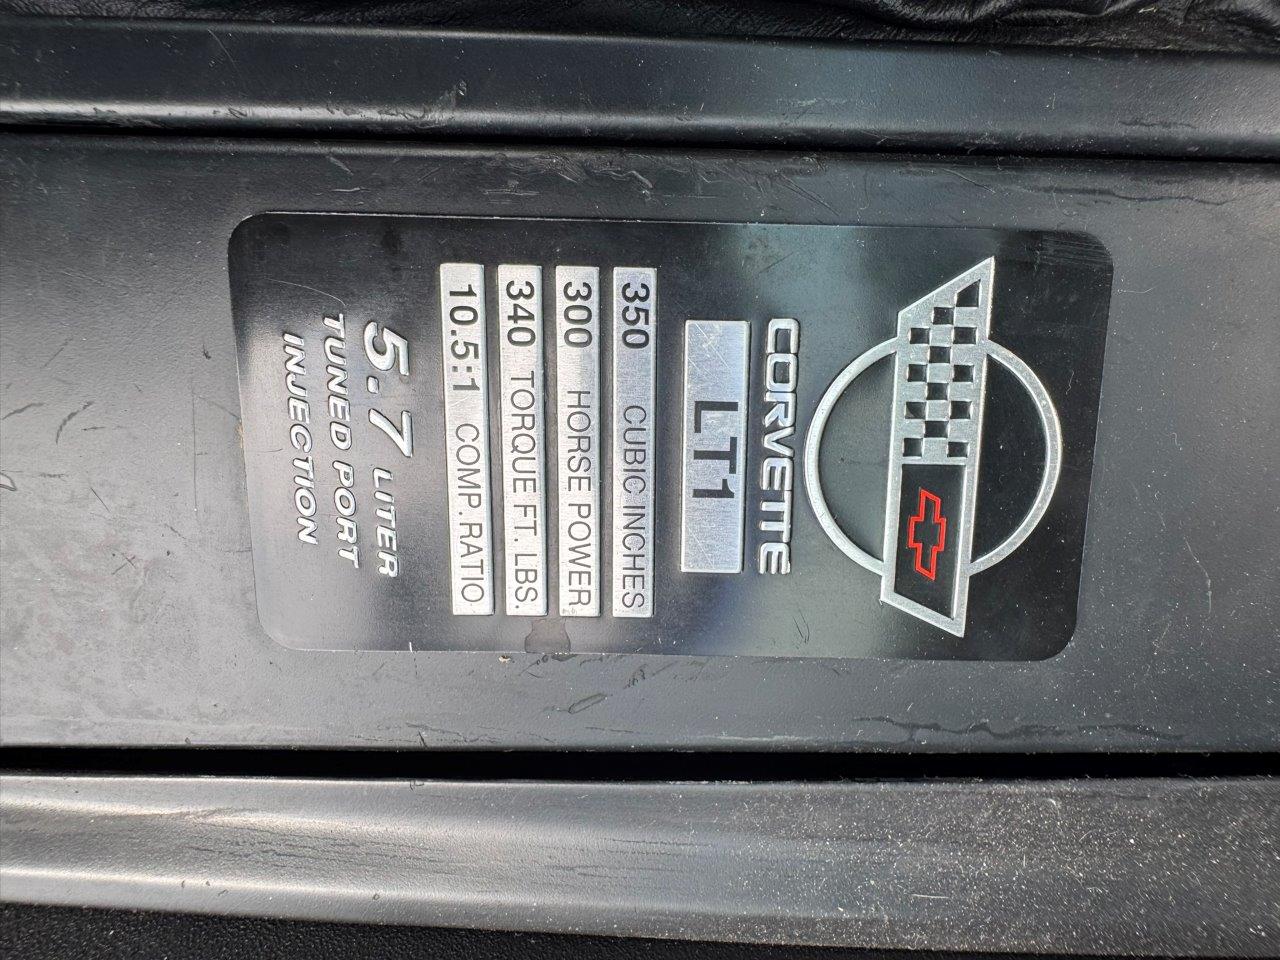 CORVETTE
LT1
350 CUBIC INCHES
300 HORSE POWER
340 TORQUE FT. LBS.
10.5:1 COMP. RATIO
5.7 LITER
TUNED PORT
INJECTION